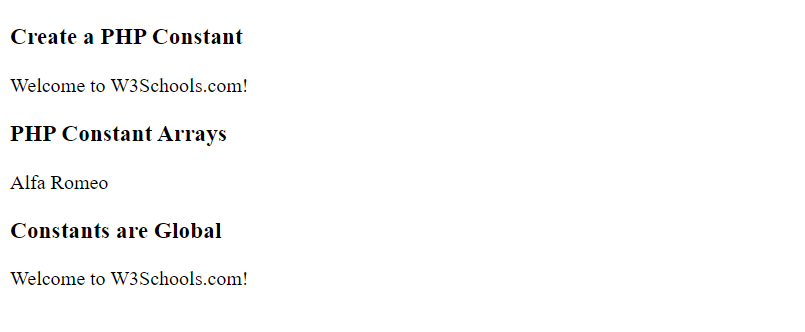 Create a PHP Constant
Welcome to W3Schools.com!
PHP Constant Arrays
Alfa Romeo
Constants are Global
Welcome to W3Schools.com!